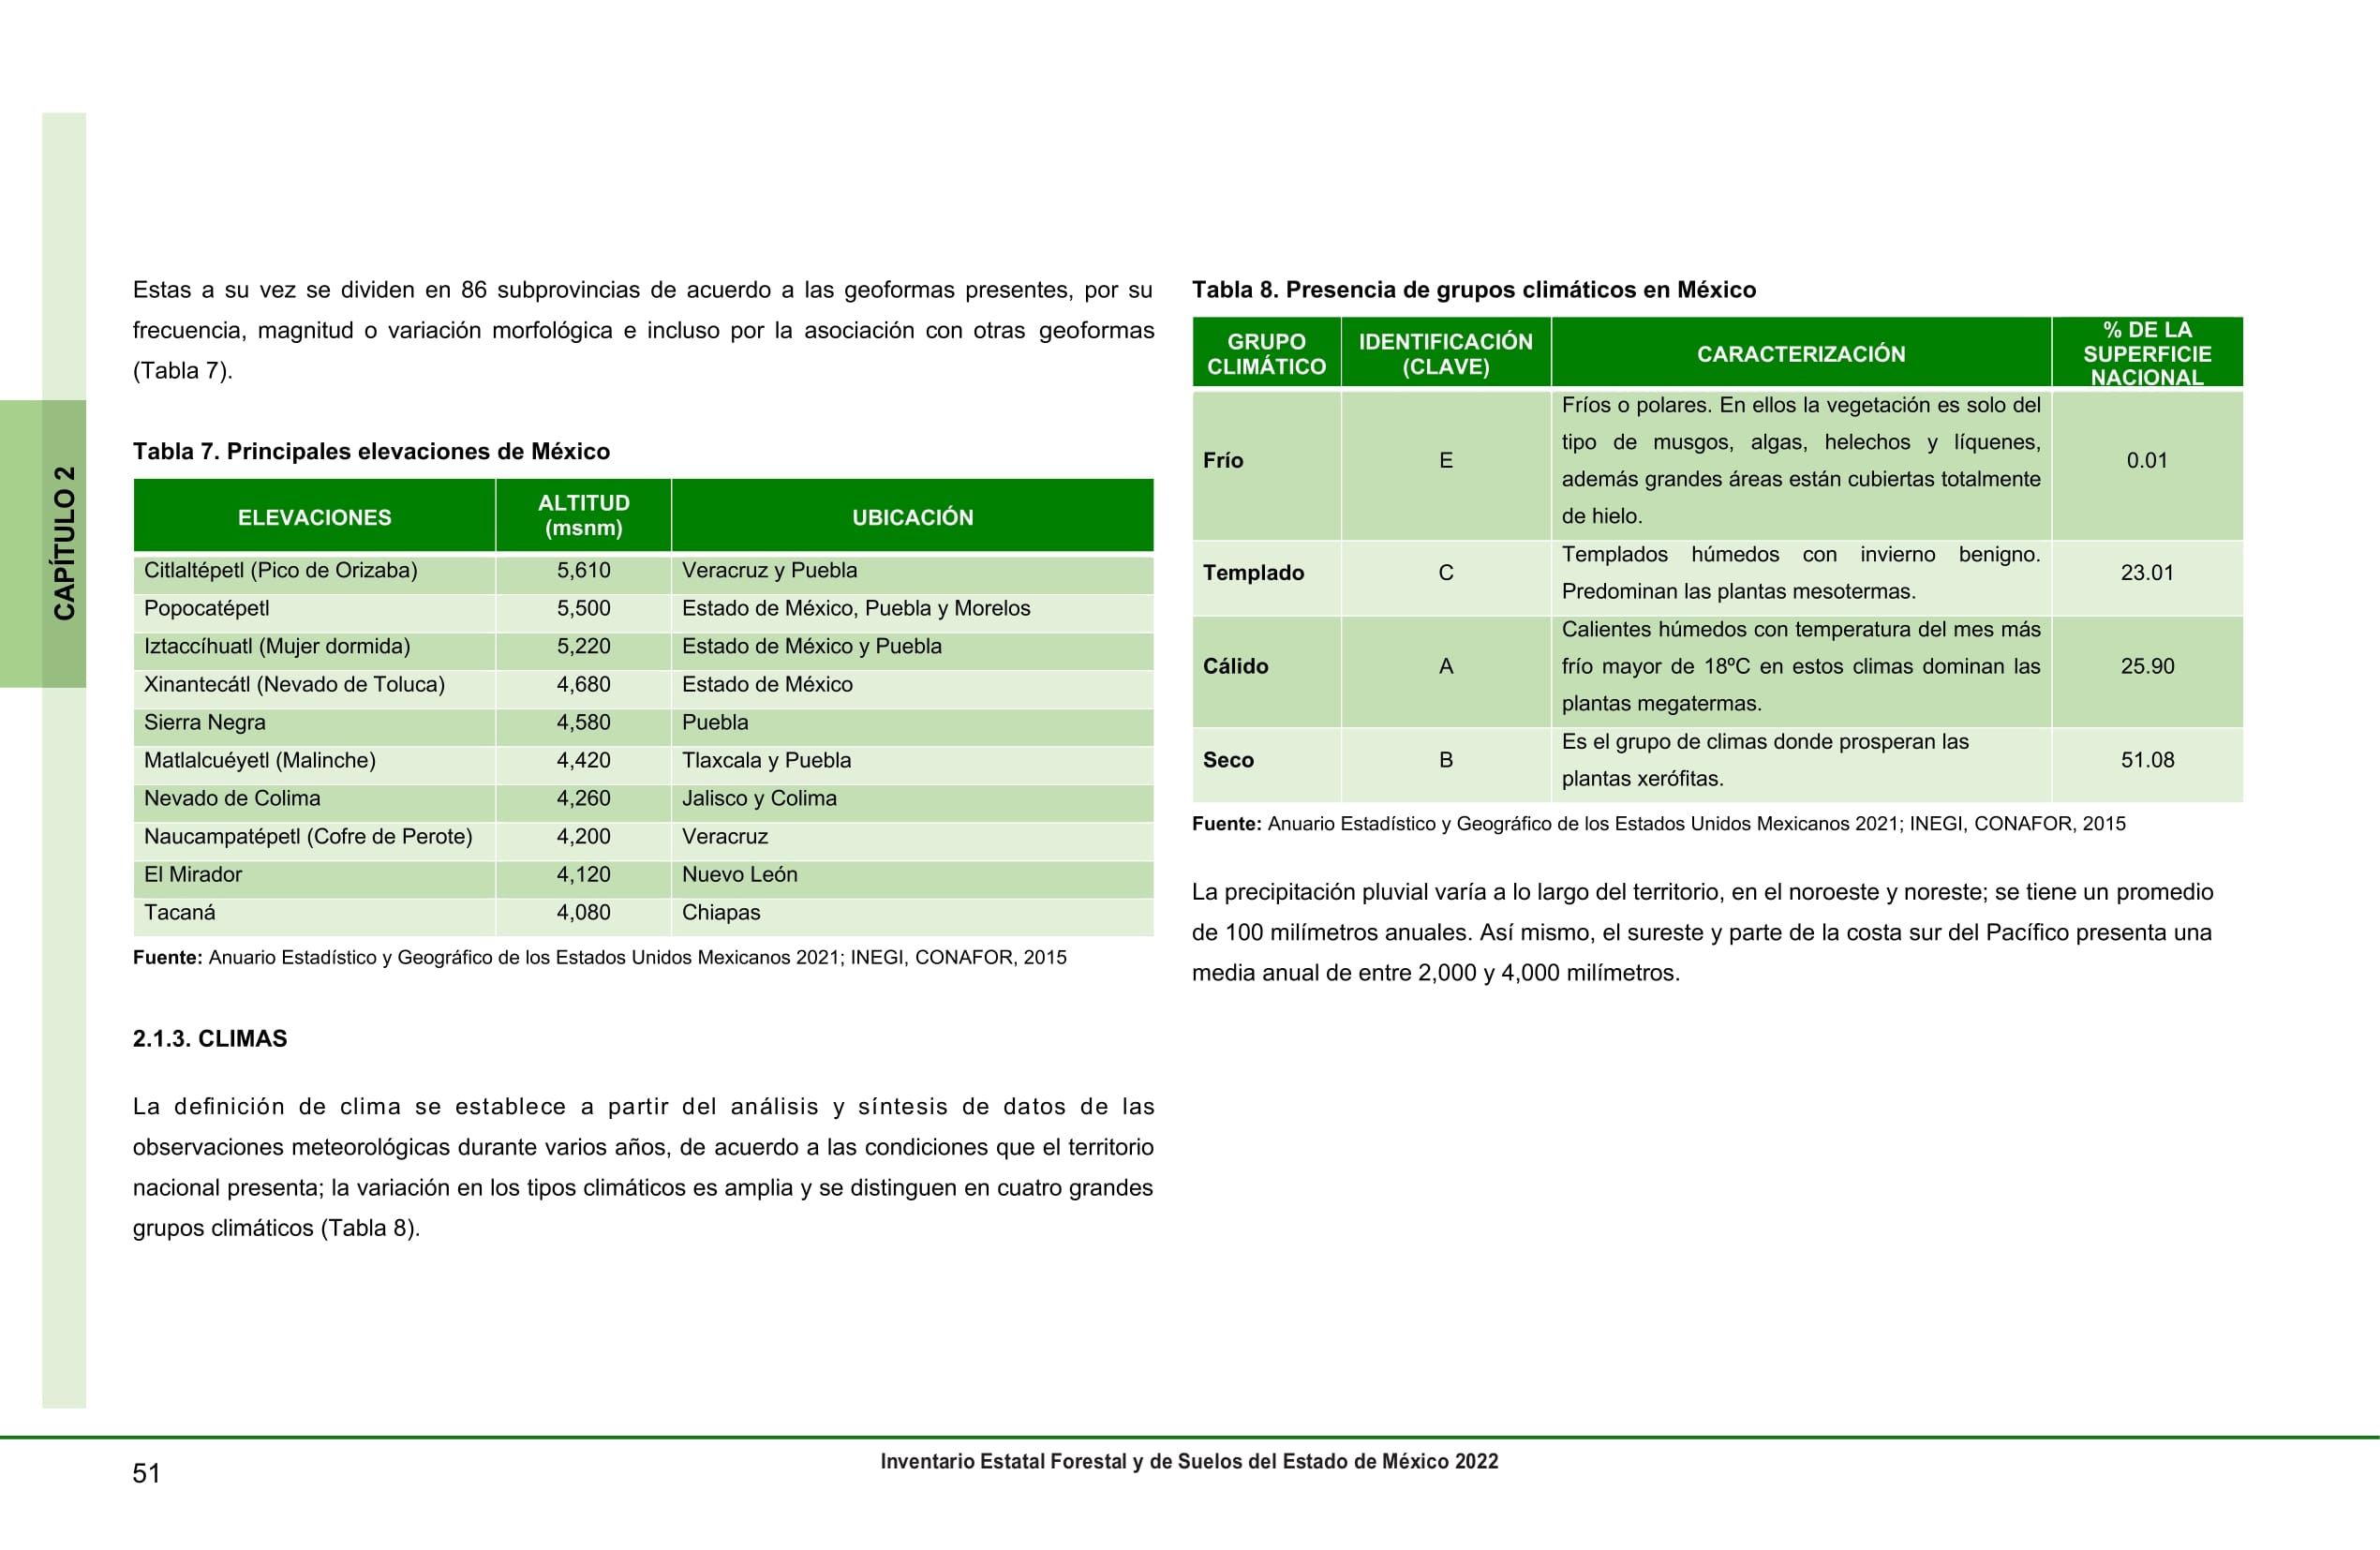 CAPÍTULO 2
Estas a su vez se dividen en 86 subprovincias de acuerdo a las geoformas presentes, por su
frecuencia, magnitud o variación morfológica e incluso por la asociación con otras geoformas
(Tabla 7).
Tabla 7. Principales elevaciones de México
ELEVACIONES ALTITUD (msnm) UBICACIÓN
Citlaltépetl (Pico de Orizaba) 5,610 Veracruz y Puebla
Popocatépetl 5,500 Estado de México, Puebla y Morelos
Iztaccíhuatl (Mujer dormida) 5,220 Estado de México y Puebla
Xinantecátl (Nevado de Toluca) 4,680 Estado de México
Sierra Negra 4,580 Puebla
Matlalcuéyetl (Malinche) 4,420 Tlaxcala y Puebla
Nevado de Colima 4,260 Jalisco y Colima
Naucampatépetl (Cofre de Perote) 4,200 Veracruz
El Mirador 4,120 Nuevo León
Tacaná 4,080 Chiapas
Fuente: Anuario Estadístico y Geográfico de los Estados Unidos Mexicanos 2021; INEGI, CONAFOR, 2015
2.1.3. CLIMAS
La definición de clima se establece a partir del análisis y síntesis de datos de las
observaciones meteorológicas durante varios años, de acuerdo a las condiciones que el territorio
nacional presenta; la variación en los tipos climáticos es amplia y se distinguen en cuatro grandes
grupos climáticos (Tabla 8).
Tabla 8. Presencia de grupos climáticos en México
GRUPO CLIMÁTICO IDENTIFICACIÓN (CLAVE) CARACTERIZACIÓN % DE LA SUPERFICIE NACIONAL
Frío E Fríos o polares. En ellos la vegetación es solo del
tipo de musgos, algas, helechos y líquenes,
además grandes áreas están cubiertas totalmente
de hielo. 0.01
Templado C Templados húmedos con invierno benigno.
Predominan las plantas mesotermas. 23.01
Cálido A Calientes húmedos con temperatura del mes más
frío mayor de 18ºC en estos climas dominan las
plantas megatermas. 25.90
Seco B Es el grupo de climas donde prosperan las
plantas xerófitas. 51.08
Fuente: Anuario Estadístico y Geográfico de los Estados Unidos Mexicanos 2021; INEGI, CONAFOR, 2015
La precipitación pluvial varía a lo largo del territorio, en el noroeste y noreste; se tiene un promedio
de 100 milímetros anuales. Así mismo, el sureste y parte de la costa sur del Pacífico presenta una
media anual de entre 2,000 y 4,000 milímetros.
51
Inventario Estatal Forestal y de Suelos del Estado de México 2022